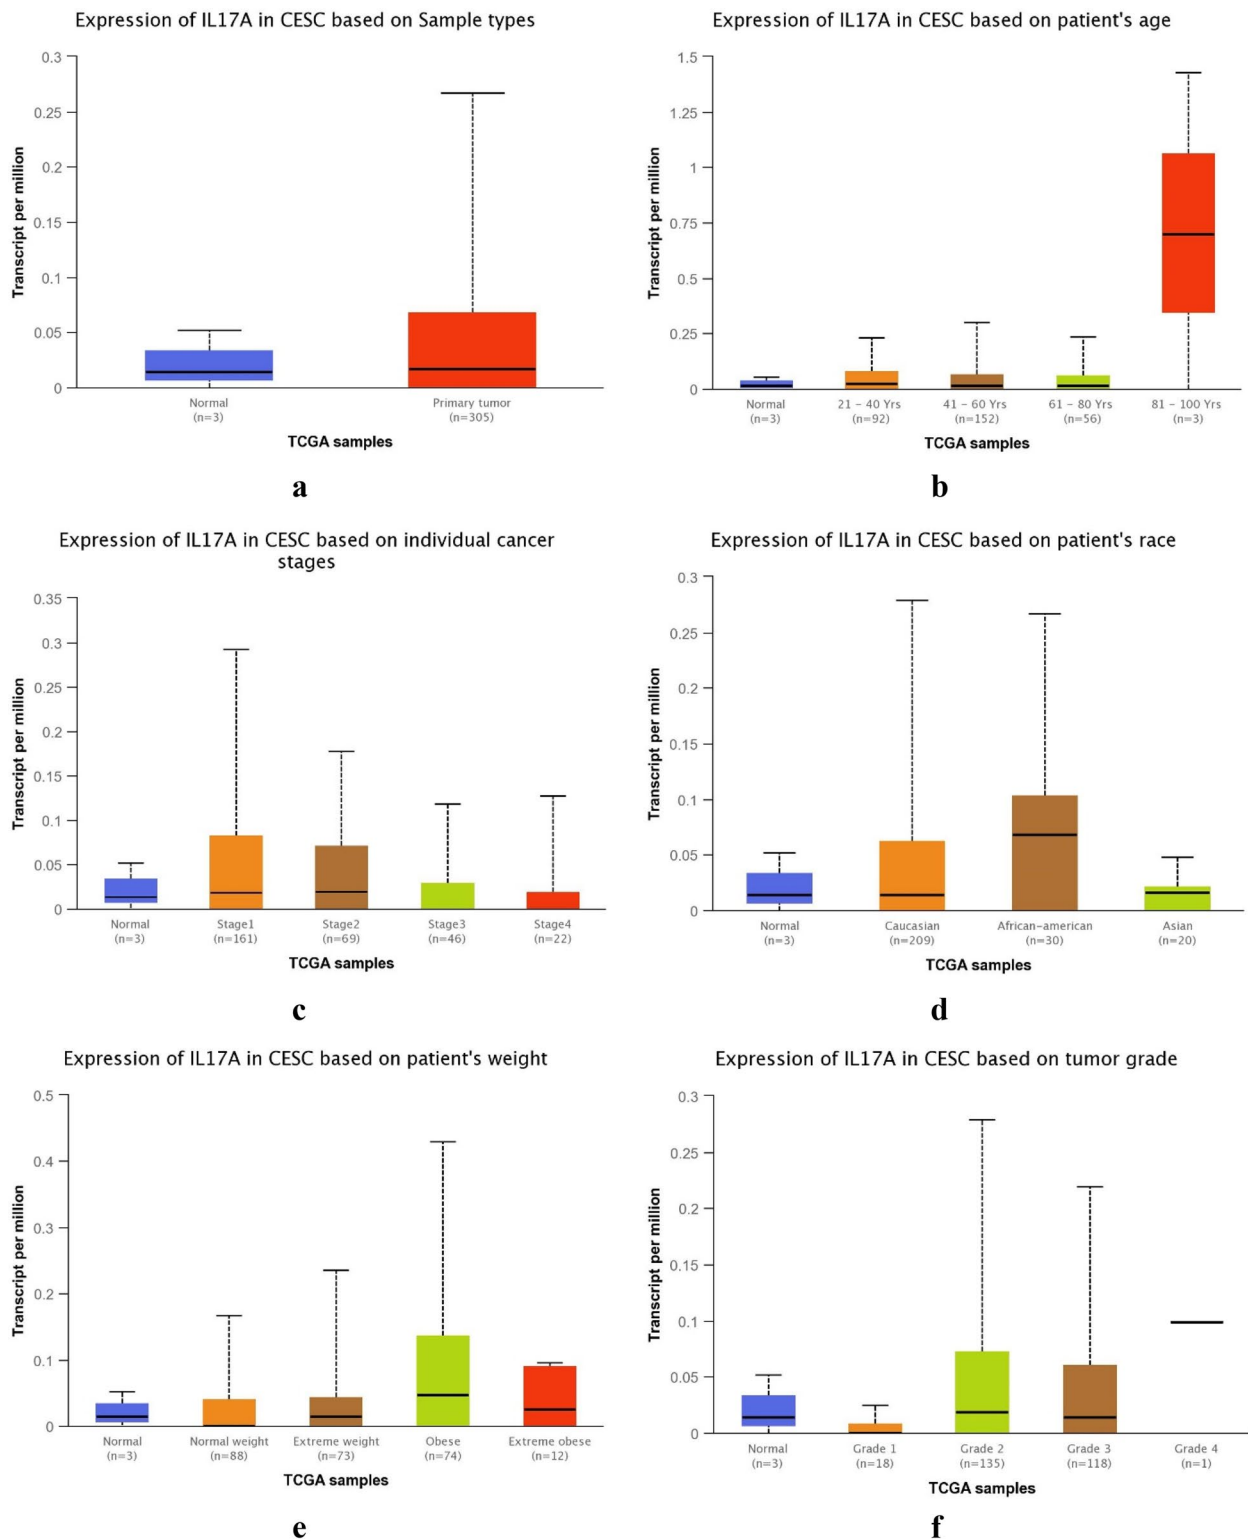 Expression of IL17A in CESC based on Sample types
0.3
0.25
0.2
0.15
0.1
0.05
0
Transcript per million
Normal
(n=3)
Primary tumor
(n=305)
TCGA samples
a
Expression of IL17A in CESC based on patient's age
1.5
1.25
1
0.75
0.5
0.25
0
Transcript per million
Normal
(n=3)
21 – 40 Yrs
(n=92)
41 – 60 Yrs
(n=152)
61 – 80 Yrs
(n=56)
81 – 100 Yrs
(n=3)
TCGA samples
b
Expression of IL17A in CESC based on individual cancer
stages
0.35
0.3
0.25
0.2
0.15
0.1
0.05
0
Transcript per million
Normal
(n=3)
Stage1
(n=161)
Stage2
(n=69)
Stage3
(n=46)
Stage4
(n=22)
TCGA samples
c
Expression of IL17A in CESC based on patient's race
0.3
0.25
0.2
0.15
0.1
0.05
0
Transcript per million
Normal
(n=3)
Caucasian
(n=209)
African-american
(n=30)
Asian
(n=20)
TCGA samples
d
Expression of IL17A in CESC based on patient's weight
0.5
0.4
0.3
0.2
0.1
0
Transcript per million
Normal
(n=3)
Normal weight
(n=88)
Extreme weight
(n=73)
Obese
(n=74)
Extreme obese
(n=12)
TCGA samples
e
Expression of IL17A in CESC based on tumor grade
0.3
0.25
0.2
0.15
0.1
0.05
0
Transcript per million
Normal
(n=3)
Grade 1
(n=18)
Grade 2
(n=135)
Grade 3
(n=118)
Grade 4
(n=1)
TCGA samples
f